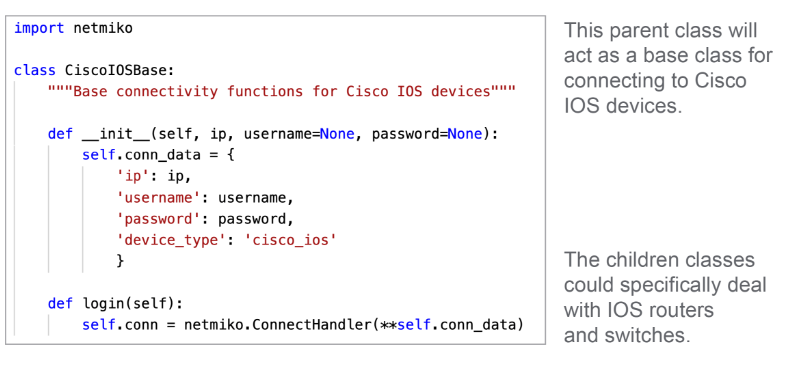 import netmiko
class CiscoIOSBase:
"""Base connectivity functions for Cisco IOS devices"""
def __init__(self, ip, username=None, password=None):
self.conn_data = {
'ip': ip,
'username': username,
'password': password,
'device_type': 'cisco_ios'
}
def login(self):
self.conn = netmiko.ConnectHandler(**self.conn_data)
This parent class will
act as a base class for
connecting to Cisco
IOS devices.
The children classes
could specifically deal
with IOS routers
and switches.